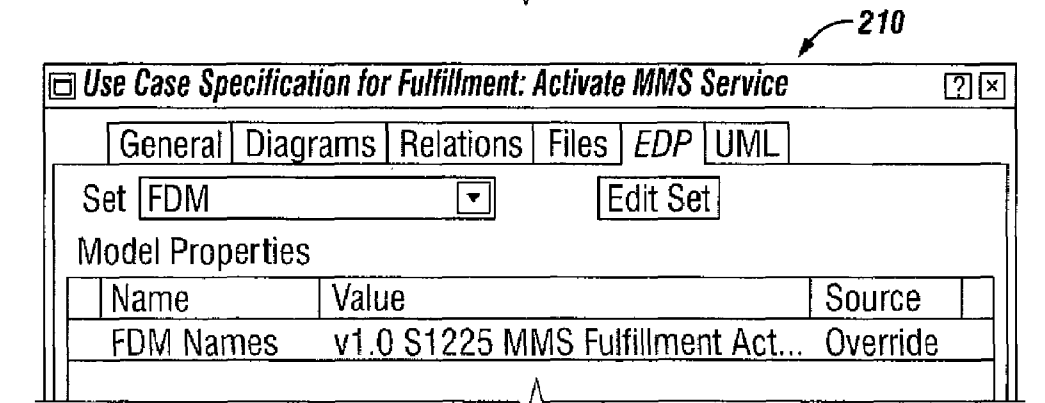 210
Use Case Specification for Fulfillment: Activate MMS Service ? ×
General Diagrams Relations Files EDP UML
Set FDM Edit Set
Model Properties
Name Value Source
FDM Names v1.0 S1225 MMS Fulfillment Act... Override